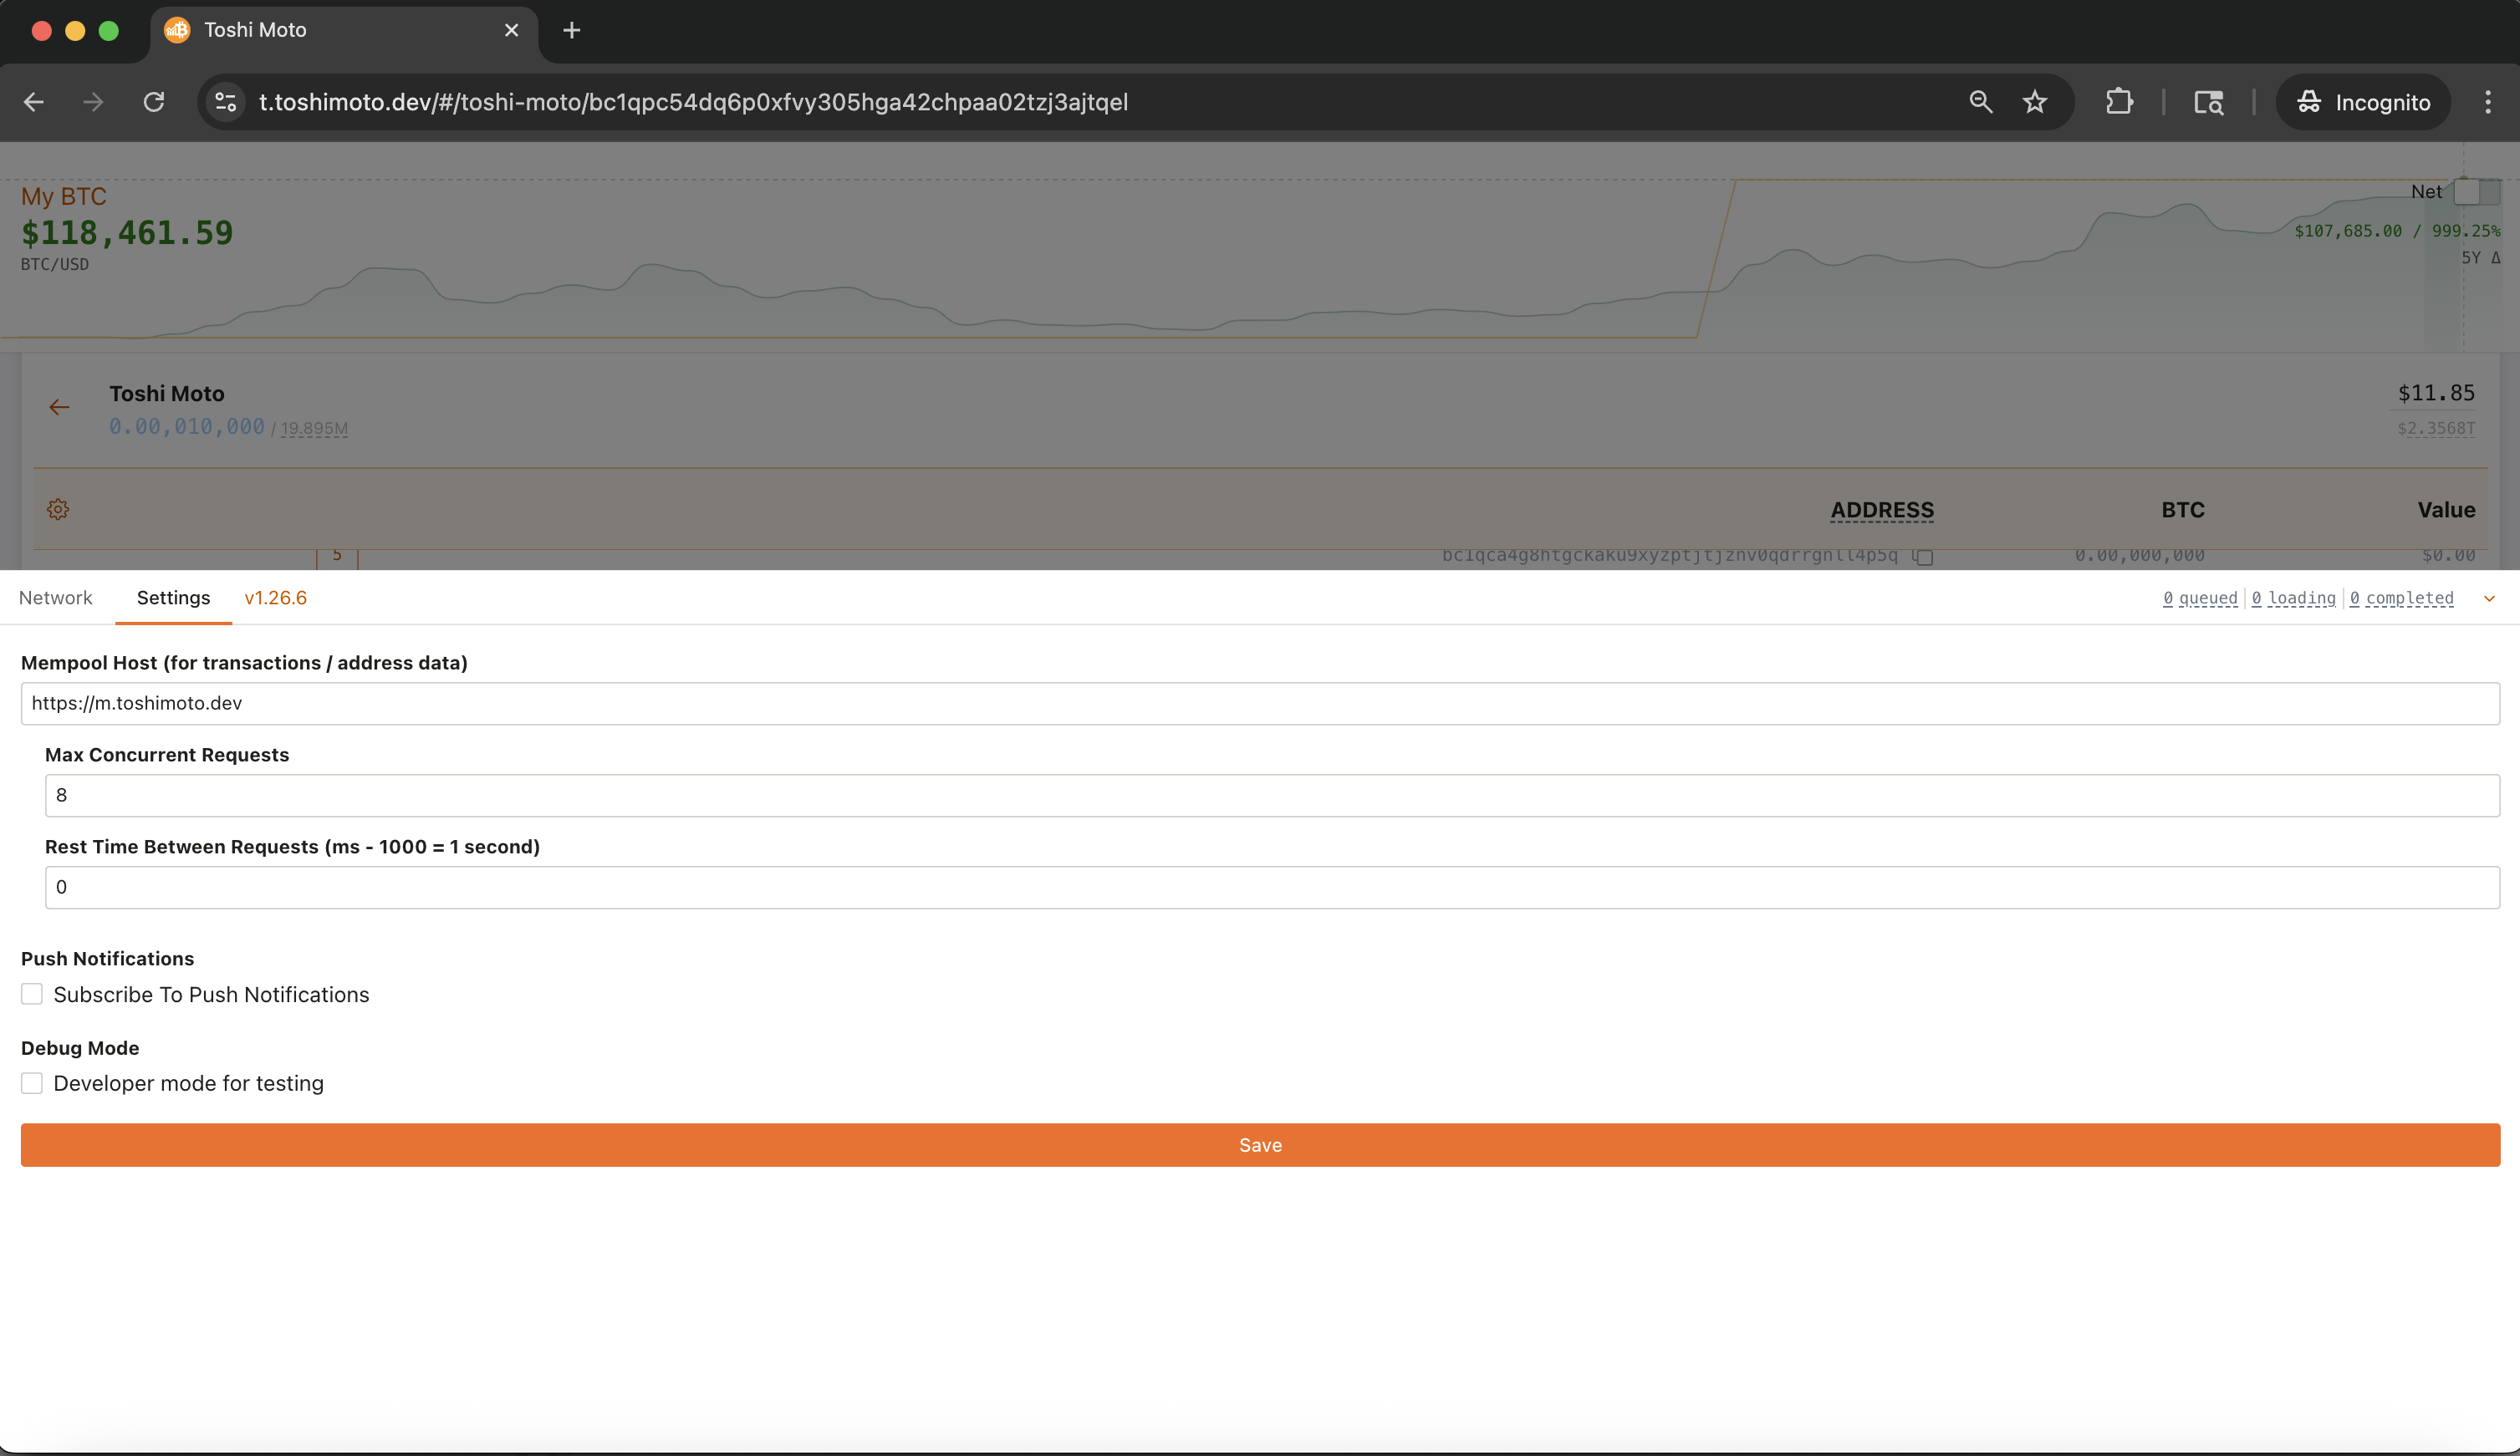 Toshi Moto
t.toshimoto.dev/#/toshi-moto/bc1qpc54dq6p0xfvy305hga42chpaa02tzj3ajtqel
Incognito
My BTC
Net
$118,461.59
$107,685.00 / 999.25%
BTC/USD
5Y Δ
Toshi Moto
$11.85
0.00,010,000 / 19.895M
$2.3568T
ADDRESS BTC Value
5 bc1qca4g8htgckaku9xyzptjtjznv0qdrrgnll4p5q 0.00,000,000 $0.00
Network Settings v1.26.6 0 queued 0 loading 0 completed
Mempool Host (for transactions / address data)
https://m.toshimoto.dev
Max Concurrent Requests
8
Rest Time Between Requests (ms - 1000 = 1 second)
0
Push Notifications
Subscribe To Push Notifications
Debug Mode
Developer mode for testing
Save